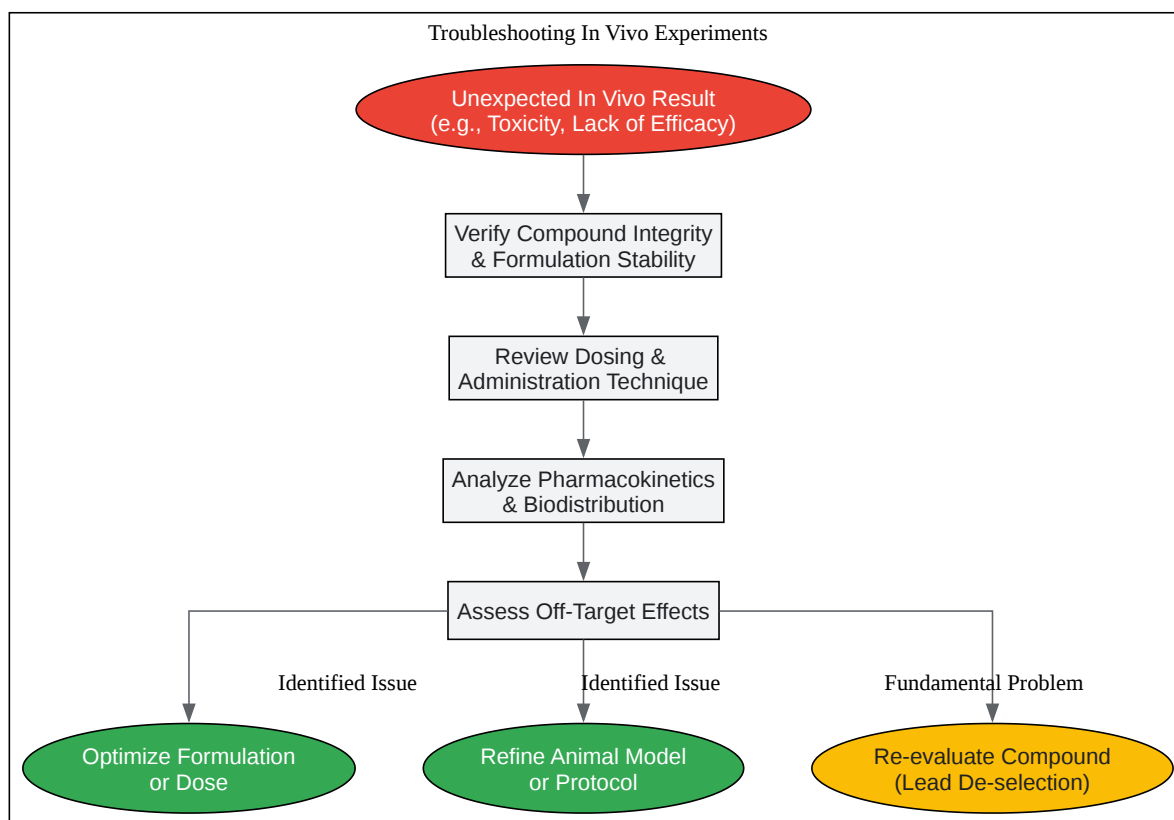 Troubleshooting In Vivo Experiments
Unexpected In Vivo Result
(e.g., Toxicity, Lack of Efficacy)
Verify Compound Integrity
& Formulation Stability
Review Dosing &
Administration Technique
Analyze Pharmacokinetics
& Biodistribution
Assess Off-Target Effects
Identified Issue
Identified Issue
Fundamental Problem
Optimize Formulation
or Dose
Refine Animal Model
or Protocol
Re-evaluate Compound
(Lead De-selection)